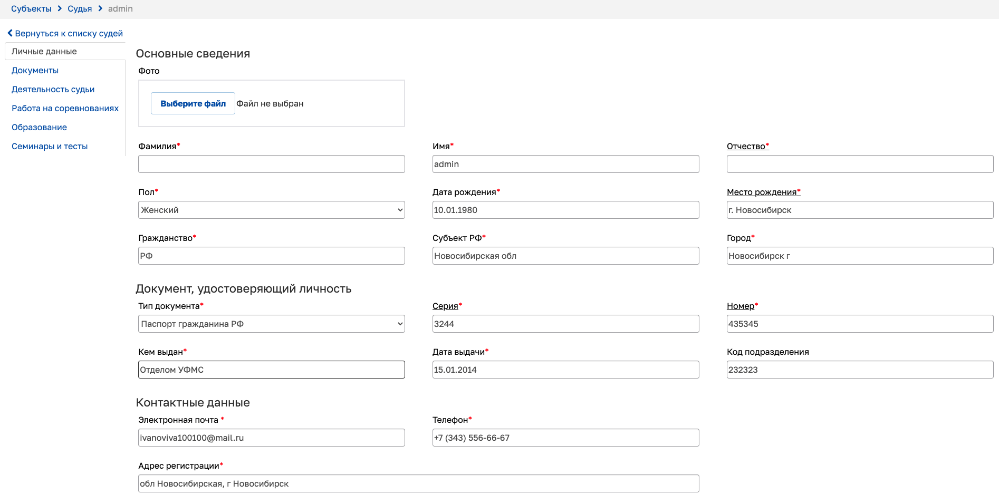 Субъекты > Судья > admin
Вернуться к списку судей
Личные данные
Документы
Деятельность судьи
Работа на соревнованиях
Образование
Семинары и тесты
Основные сведения
Фото
Выберите файл Файл не выбран
Фамилия* Имя* Отчество*
admin
Пол* Дата рождения* Место рождения*
Женский 10.01.1980 г. Новосибирск
Гражданство* Субъект РФ* Город*
РФ Новосибирская обл Новосибирск г
Документ, удостоверяющий личность
Тип документа* Серия* Номер*
Паспорт гражданина РФ 3244 435345
Кем выдан* Дата выдачи* Код подразделения
Отделом УФМС 15.01.2014 232323
Контактные данные
Электронная почта * Телефон*
ivanoviva100100@mail.ru +7 (343) 556-66-67
Адрес регистрации*
обл Новосибирская, г Новосибирск